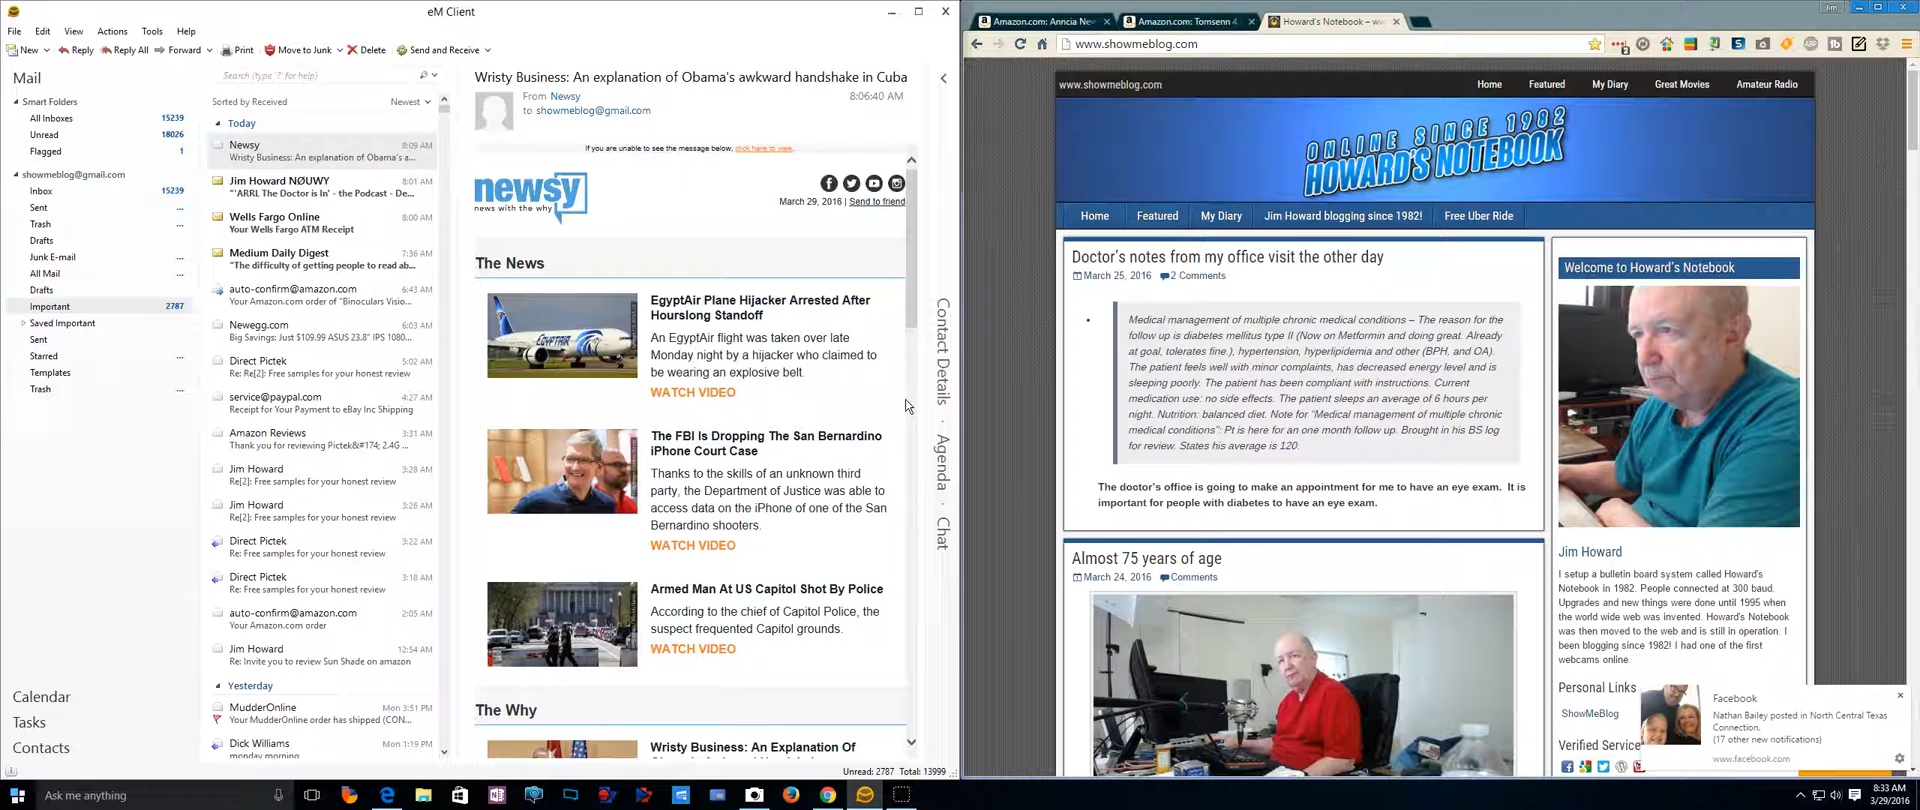 eM Client
File Edit View Actions Tools Help
New Reply Reply All Forward Print Move to Junk Delete Send and Receive
Mail
Smart Folders
All Inboxes 15239
Unread 18026
Flagged 1
showmeblog@gmail.com
Inbox 15239
Sent ...
Trash ...
Drafts
Junk E-mail ...
All Mail ...
Drafts
Important 2787
Saved Important
Sent
Starred ...
Templates
Trash ...
Calendar
Tasks
Contacts
Search (type '?' for help)
Sorted by Received Newest
Today
Newsy 8:09 AM
Wristy Business: An explanation of Obama's a...
Jim Howard NØUWY 8:01 AM
"'ARRL The Doctor is In' - the Podcast - De...
Wells Fargo Online 8:00 AM
Your Wells Fargo ATM Receipt
Medium Daily Digest 7:36 AM
"The difficulty of getting people to read ab...
auto-confirm@amazon.com 6:43 AM
Your Amazon.com order of "Binoculars Visio...
Newegg.com 6:03 AM
Big Savings: Just $109.99 ASUS 23.8" IPS 1080...
Direct Pictek 5:02 AM
Re: Re[2]: Free samples for your honest review
service@paypal.com 4:27 AM
Receipt for Your Payment to eBay Inc Shipping
Amazon Reviews 3:31 AM
Thank you for reviewing Pictek&#174; 2.4G ...
Jim Howard 3:28 AM
Re[2]: Free samples for your honest review
Jim Howard 3:26 AM
Re[2]: Free samples for your honest review
Direct Pictek 3:22 AM
Re: Free samples for your honest review
Direct Pictek 3:18 AM
Re: Free samples for your honest review
auto-confirm@amazon.com 2:05 AM
Your Amazon.com order
Jim Howard 12:54 AM
Re: Invite you to review Sun Shade on amazon
Yesterday
MudderOnline Mon 3:51 PM
Your MudderOnline order has shipped (CON...
Dick Williams Mon 1:19 PM
monday morning
Wristy Business: An explanation of Obama's awkward handshake in Cuba
From Newsy 8:06:40 AM
to showmeblog@gmail.com
If you are unable to see the message below, click here to view.
newsy
news with the why
March 29, 2016 | Send to friend
The News
EgyptAir Plane Hijacker Arrested After
Hourslong Standoff
An EgyptAir flight was taken over late
Monday night by a hijacker who claimed to
be wearing an explosive belt.
WATCH VIDEO
EGYPTAIR
The FBI Is Dropping The San Bernardino
iPhone Court Case
Thanks to the skills of an unknown third
party, the Department of Justice was able to
access data on the iPhone of one of the San
Bernardino shooters.
WATCH VIDEO
Armed Man At US Capitol Shot By Police
According to the chief of Capitol Police, the
suspect frequented Capitol grounds.
WATCH VIDEO
The Why
Wristy Business: An Explanation Of
Contact Details · Agenda · Chat
Unread: 2787 Total: 13999
Amazon.com: Anncia Ne
Amazon.com: Tomsenn 4.
Howard's Notebook – ww
Jim
www.showmeblog.com
www.showmeblog.com
Home Featured My Diary Great Movies Amateur Radio
ONLINE SINCE 1982
HOWARD'S NOTEBOOK
Home Featured My Diary Jim Howard blogging since 1982! Free Uber Ride
Doctor's notes from my office visit the other day
March 25, 2016 2 Comments
Medical management of multiple chronic medical conditions – The reason for the
follow up is diabetes mellitus type II (Now on Metformin and doing great. Already
at goal, tolerates fine.), hypertension, hyperlipidemia and other (BPH, and OA).
The patient feels well with minor complaints, has decreased energy level and is
sleeping poorly. The patient has been compliant with instructions. Current
medication use: no side effects. The patient sleeps an average of 6 hours per
night. Nutrition: balanced diet. Note for "Medical management of multiple chronic
medical conditions": Pt is here for an one month follow up. Brought in his BS log
for review. States his average is 120.
The doctor's office is going to make an appointment for me to have an eye exam. It is
important for people with diabetes to have an eye exam.
Almost 75 years of age
March 24, 2016 Comments
Welcome to Howard's Notebook
Jim Howard
I setup a bulletin board system called Howard's
Notebook in 1982. People connected at 300 baud.
Upgrades and new things were done until 1995 when
the world wide web was invented. Howard's Notebook
was then moved to the web and is still in operation. I
been blogging since 1982! I had one of the first
webcams online.
Personal Links
ShowMeBlog
Verified Service
Facebook
Nathan Bailey posted in North Central Texas
Connection.
(17 other new notifications)
www.facebook.com
Ask me anything
8:33 AM
3/29/2016